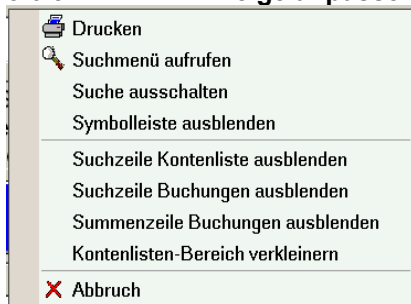 Drucken
Suchmenü aufrufen
Suche ausschalten
Symbolleiste ausblenden
Suchzeile Kontenliste ausblenden
Suchzeile Buchungen ausblenden
Summenzeile Buchungen ausblenden
Kontenlisten-Bereich verkleinern
Abbruch